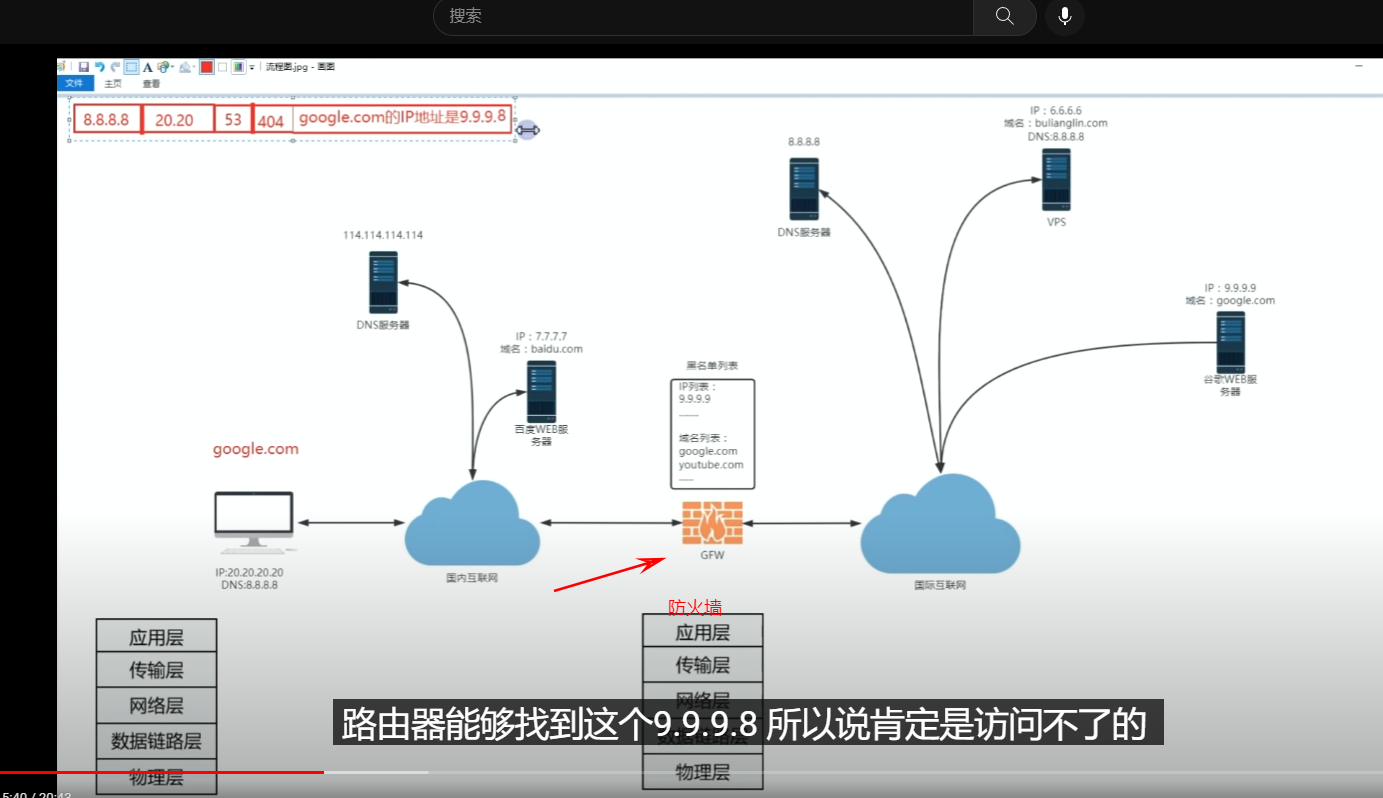 搜索
流程图.jpg - 画图
文件 主页 查看
8.8.8.8 20.20 53 404 google.com的IP地址是9.9.9.8
IP：6.6.6.6
域名：bulianglin.com
DNS:8.8.8.8
VPS
8.8.8.8
DNS服务器
114.114.114.114
DNS服务器
IP：9.9.9.9
域名：google.com
谷歌WEB服
务器
IP：7.7.7.7
域名：baidu.com
百度WEB服
务器
黑名单列表
IP列表：
9.9.9.9
......
域名列表：
google.com
youtube.com
......
google.com
IP:20.20.20.20
DNS:8.8.8.8
国内互联网
GFW
国际互联网
防火墙
应用层
传输层
网络层
数据链路层
物理层
应用层
传输层
网络层
数据链路层
物理层
路由器能够找到这个9.9.9.8 所以说肯定是访问不了的
5:40 / 20:43